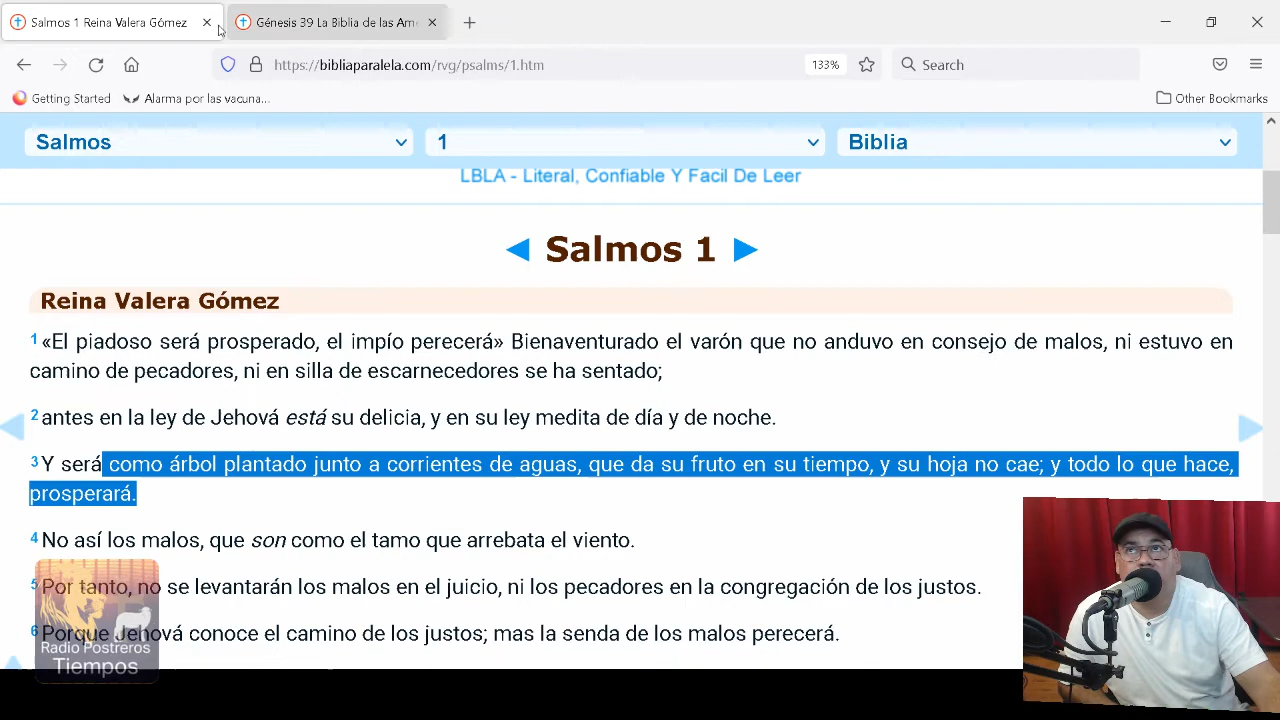 Salmos 1 Reina Valera Gómez
Génesis 39 La Biblia de las Am
https://bibliaparalela.com/rvg/psalms/1.htm
133%
Search
Getting Started
Alarma por las vacuna...
Other Bookmarks
Salmos
1
Biblia
LBLA - Literal, Confiable Y Facil De Leer
Salmos 1
Reina Valera Gómez
1 «El piadoso será prosperado, el impío perecerá» Bienaventurado el varón que no anduvo en consejo de malos, ni estuvo en
camino de pecadores, ni en silla de escarnecedores se ha sentado;
2 antes en la ley de Jehová está su delicia, y en su ley medita de día y de noche.
3 Y será como árbol plantado junto a corrientes de aguas, que da su fruto en su tiempo, y su hoja no cae; y todo lo que hace,
prosperará.
4 No así los malos, que son como el tamo que arrebata el viento.
5 Por tanto, no se levantarán los malos en el juicio, ni los pecadores en la congregación de los justos.
6 Porque Jehová conoce el camino de los justos; mas la senda de los malos perecerá.
Radio Postreros
Tiempos